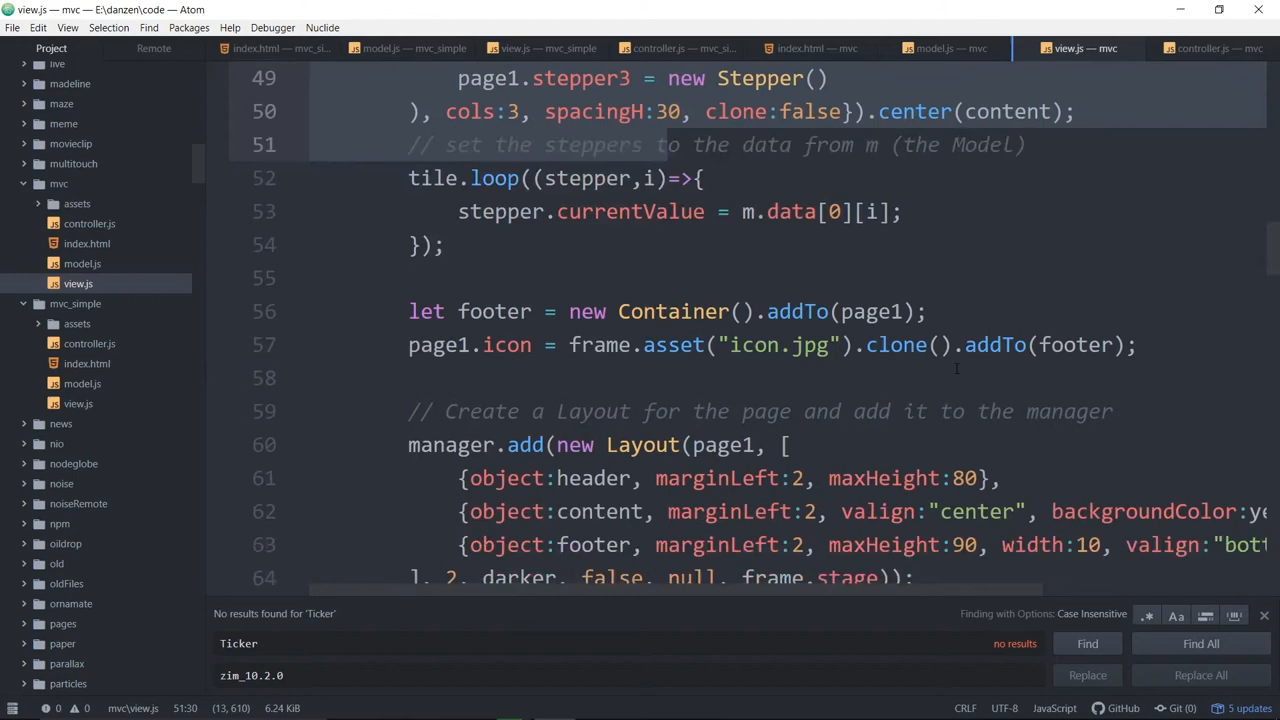 view.js — mvc — E:\danzen\code — Atom
File Edit View Selection Find Packages Help Debugger Nuclide
Project Remote
index.html — mvc_si... model.js — mvc_simple view.js — mvc_simple controller.js — mvc_s... index.html — mvc model.js — mvc view.js — mvc controller.js — mvc
live
madeline
maze
meme
movieclip
multitouch
mvc
assets
controller.js
index.html
model.js
view.js
mvc_simple
assets
controller.js
index.html
model.js
view.js
news
nio
nodeglobe
noise
noiseRemote
npm
oildrop
old
oldFiles
ornamate
pages
paper
parallax
particles
49 page1.stepper3 = new Stepper()
50 ), cols:3, spacingH:30, clone:false}).center(content);
51 // set the steppers to the data from m (the Model)
52 tile.loop((stepper,i)=>{
53 stepper.currentValue = m.data[0][i];
54 });
55
56 let footer = new Container().addTo(page1);
57 page1.icon = frame.asset("icon.jpg").clone().addTo(footer);
58
59 // Create a Layout for the page and add it to the manager
60 manager.add(new Layout(page1, [
61 {object:header, marginLeft:2, maxHeight:80},
62 {object:content, marginLeft:2, valign:"center", backgroundColor:ye
63 {object:footer, marginLeft:2, maxHeight:90, width:10, valign:"bott
64 ], 2, darker, false, null, frame.stage));
No results found for 'Ticker' Finding with Options: Case Insensitive .* Aa
Ticker no results Find Find All
zim_10.2.0 Replace Replace All
0 0 mvc\view.js 51:30 (13, 610) 6.24 KiB CRLF UTF-8 JavaScript GitHub Git (0) 5 updates